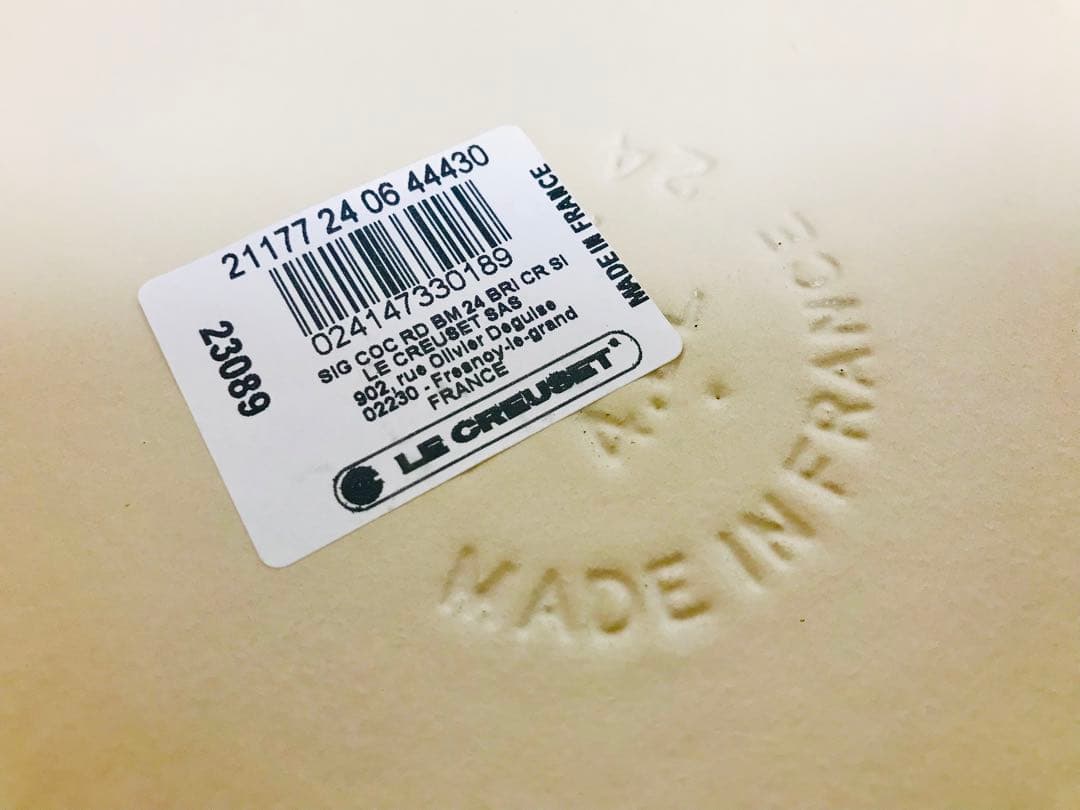 21177 24 06 44430
024147330189
SIG COC RD BM 24 BRI CR SI
LE CREUSET SAS
902, rue Olivier Deguise
02230 - Fresnoy-le-grand
FRANCE
LE CREUSET
23089
MADE IN FRANCE
24
MADE IN FRANCE